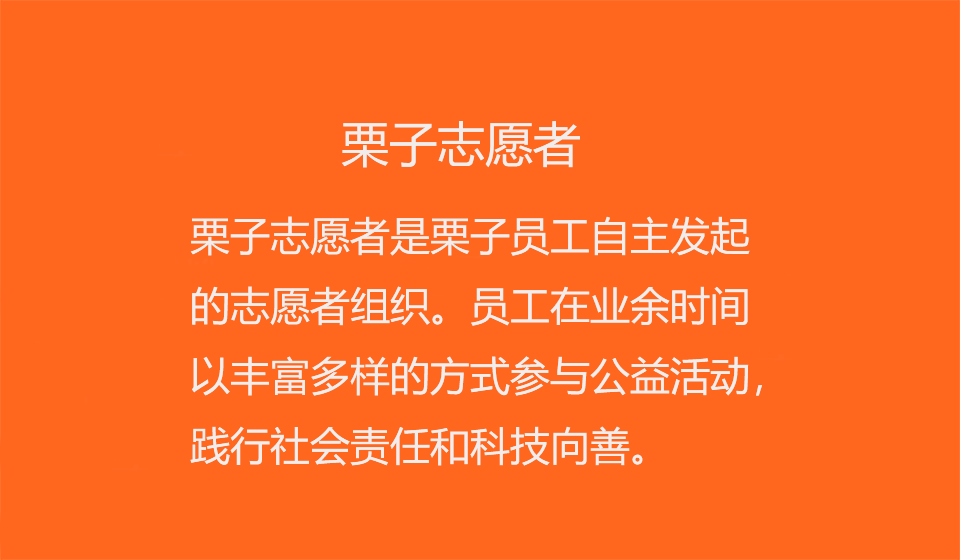 栗子志愿者
栗子志愿者是栗子员工自主发起
的志愿者组织。员工在业余时间
以丰富多样的方式参与公益活动，
践行社会责任和科技向善。